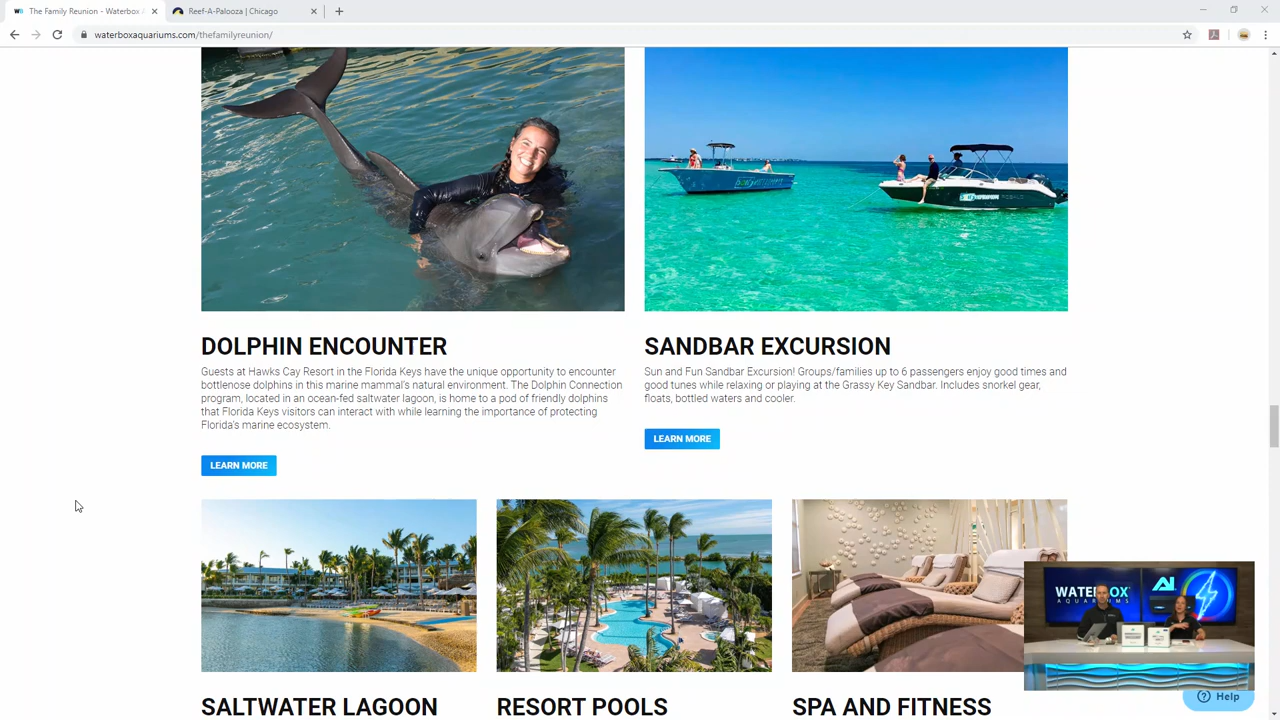 The Family Reunion - Waterbox A
Reef-A-Palooza | Chicago
waterboxaquariums.com/thefamilyreunion/
DOLPHIN ENCOUNTER
Guests at Hawks Cay Resort in the Florida Keys have the unique opportunity to encounter
bottlenose dolphins in this marine mammal's natural environment. The Dolphin Connection
program, located in an ocean-fed saltwater lagoon, is home to a pod of friendly dolphins
that Florida Keys visitors can interact with while learning the importance of protecting
Florida's marine ecosystem.
LEARN MORE
SANDBAR EXCURSION
Sun and Fun Sandbar Excursion! Groups/families up to 6 passengers enjoy good times and
good tunes while relaxing or playing at the Grassy Key Sandbar. Includes snorkel gear,
floats, bottled waters and cooler.
LEARN MORE
SALTWATER LAGOON
RESORT POOLS
SPA AND FITNESS
WATERBOX
AQUARIUMS
AI
Help